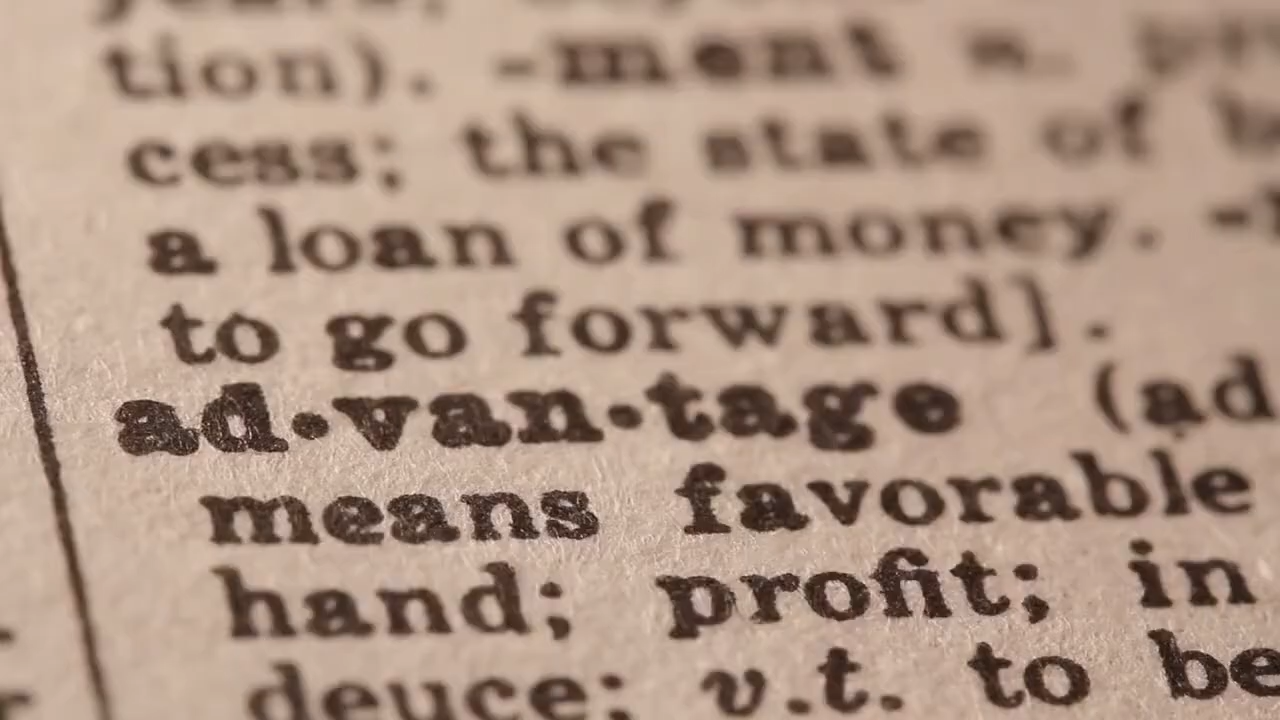 tion). -ment n.
cess; the state of
a loan of money.
to go forward].
ad•van•tage (ad
means favorable
hand; profit; in
deuce; v.t. to be